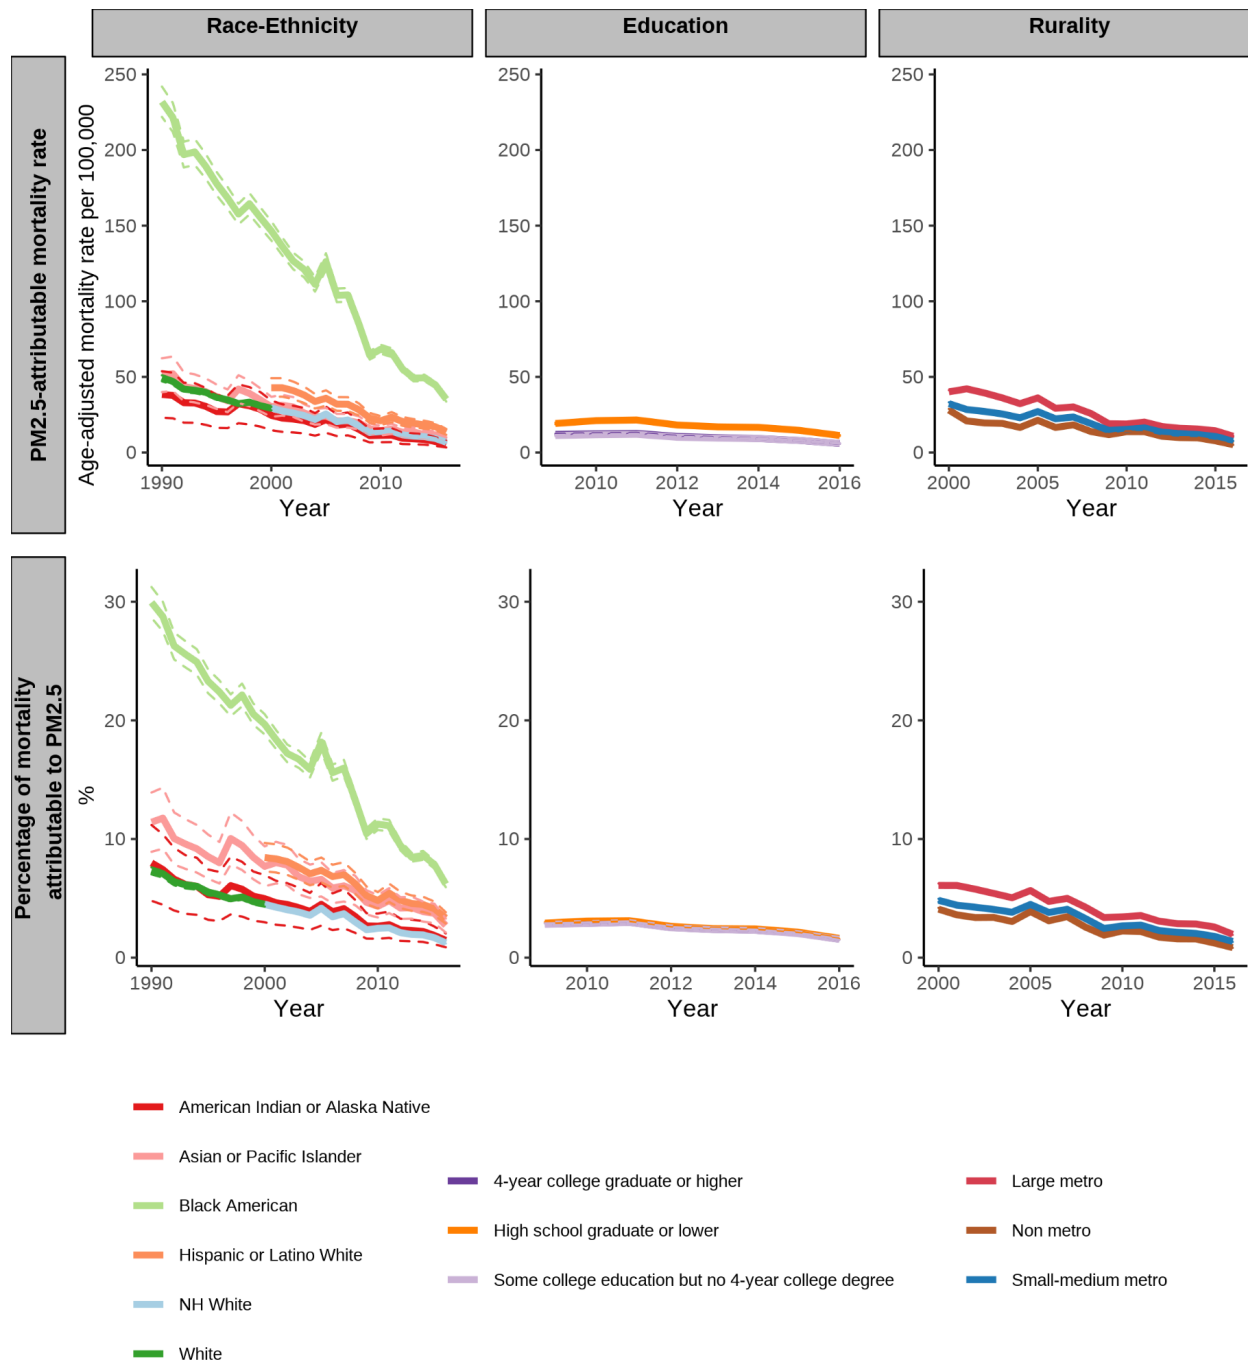 Race-Ethnicity
Education
Rurality
PM2.5-attributable mortality rate
Age-adjusted mortality rate per 100,000
250
200
150
100
50
0
1990
2000
2010
Year
250
200
150
100
50
0
2010
2012
2014
2016
Year
250
200
150
100
50
0
2000
2005
2010
2015
Year
Percentage of mortality
attributable to PM2.5
%
30
20
10
0
1990
2000
2010
Year
30
20
10
0
2010
2012
2014
2016
Year
30
20
10
0
2000
2005
2010
2015
Year
American Indian or Alaska Native
Asian or Pacific Islander
Black American
Hispanic or Latino White
NH White
White
4-year college graduate or higher
High school graduate or lower
Some college education but no 4-year college degree
Large metro
Non metro
Small-medium metro